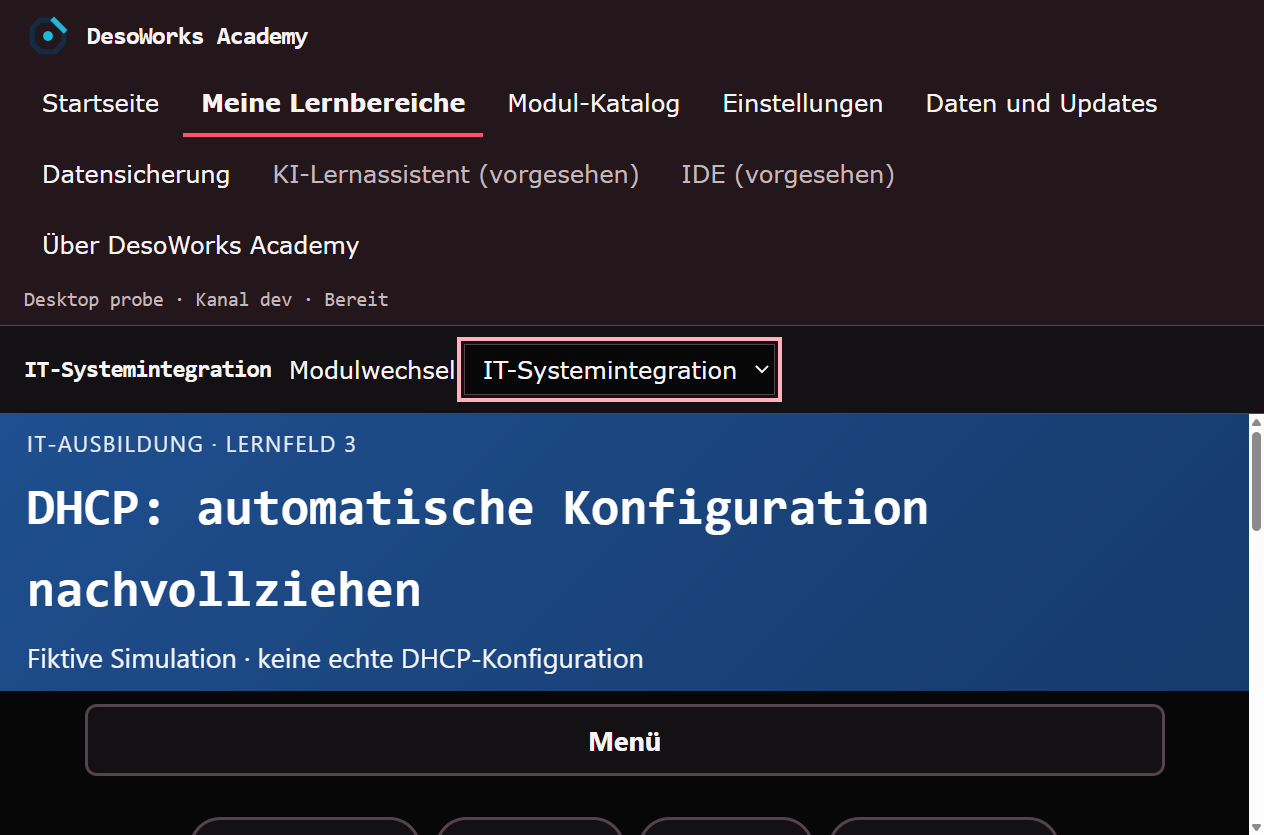 DesoWorks Academy
Startseite Meine Lernbereiche Modul-Katalog Einstellungen Daten und Updates
Datensicherung KI-Lernassistent (vorgesehen) IDE (vorgesehen)
Über DesoWorks Academy
Desktop probe · Kanal dev · Bereit
IT-Systemintegration Modulwechsel IT-Systemintegration
IT-AUSBILDUNG · LERNFELD 3
DHCP: automatische Konfiguration
nachvollziehen
Fiktive Simulation · keine echte DHCP-Konfiguration
Menü